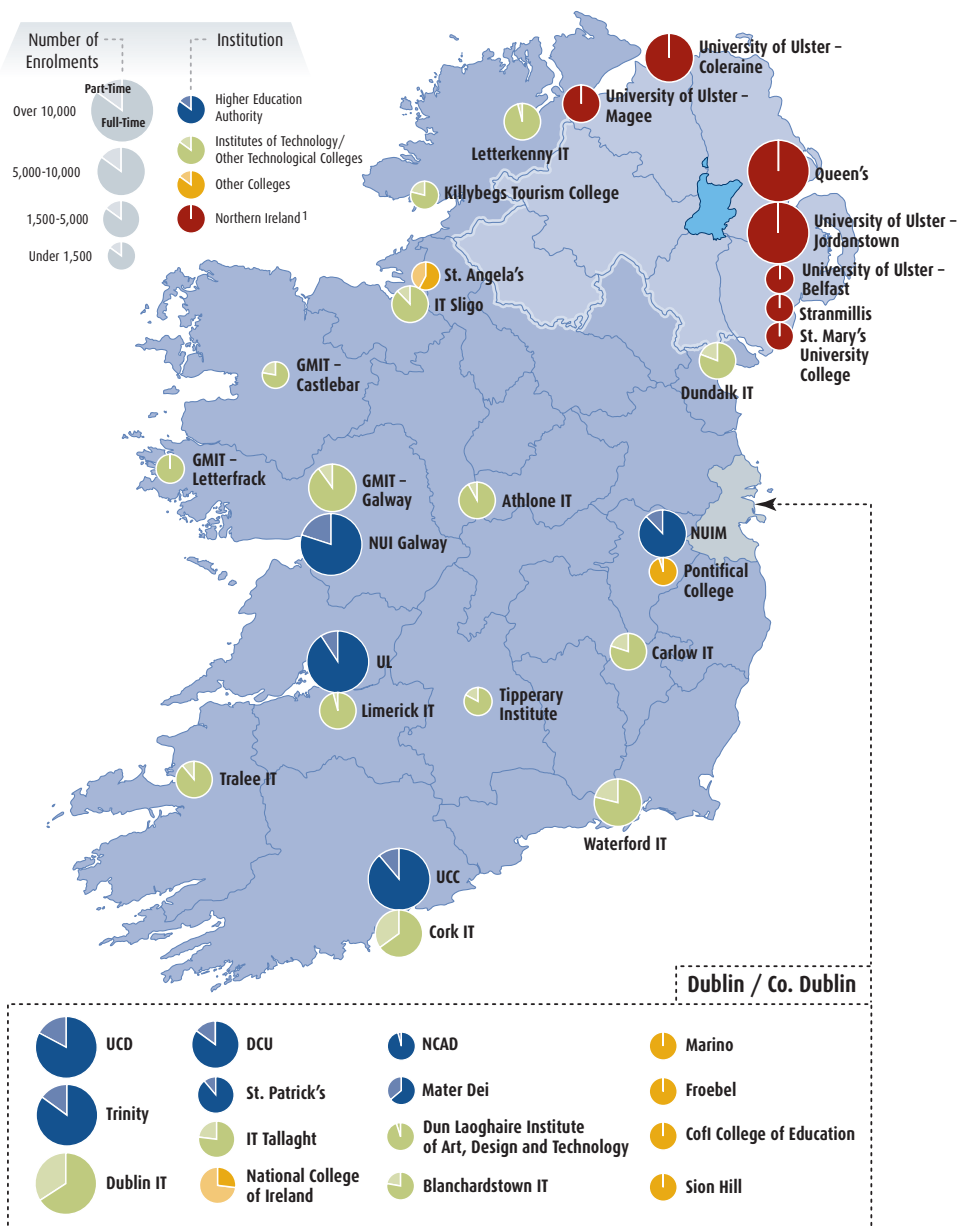 Number of
Enrolments
Institution
Part-Time
Full-Time
Over 10,000
5,000-10,000
1,500-5,000
Under 1,500
Higher Education
Authority
Institutes of Technology/
Other Technological Colleges
Other Colleges
Northern Ireland 1
University of Ulster –
Coleraine
University of Ulster –
Magee
Letterkenny IT
Killybegs Tourism College
Queen's
University of Ulster –
Jordanstown
University of Ulster –
Belfast
Stranmillis
St. Mary's
University
College
St. Angela's
IT Sligo
Dundalk IT
GMIT –
Castlebar
GMIT –
Letterfrack
GMIT –
Galway
Athlone IT
NUI Galway
NUIM
Pontifical
College
Carlow IT
UL
Limerick IT
Tipperary
Institute
Tralee IT
Waterford IT
UCC
Cork IT
Dublin / Co. Dublin
UCD
DCU
NCAD
Marino
Trinity
St. Patrick's
Mater Dei
Froebel
IT Tallaght
Dun Laoghaire Institute
of Art, Design and Technology
CofI College of Education
Dublin IT
National College
of Ireland
Blanchardstown IT
Sion Hill